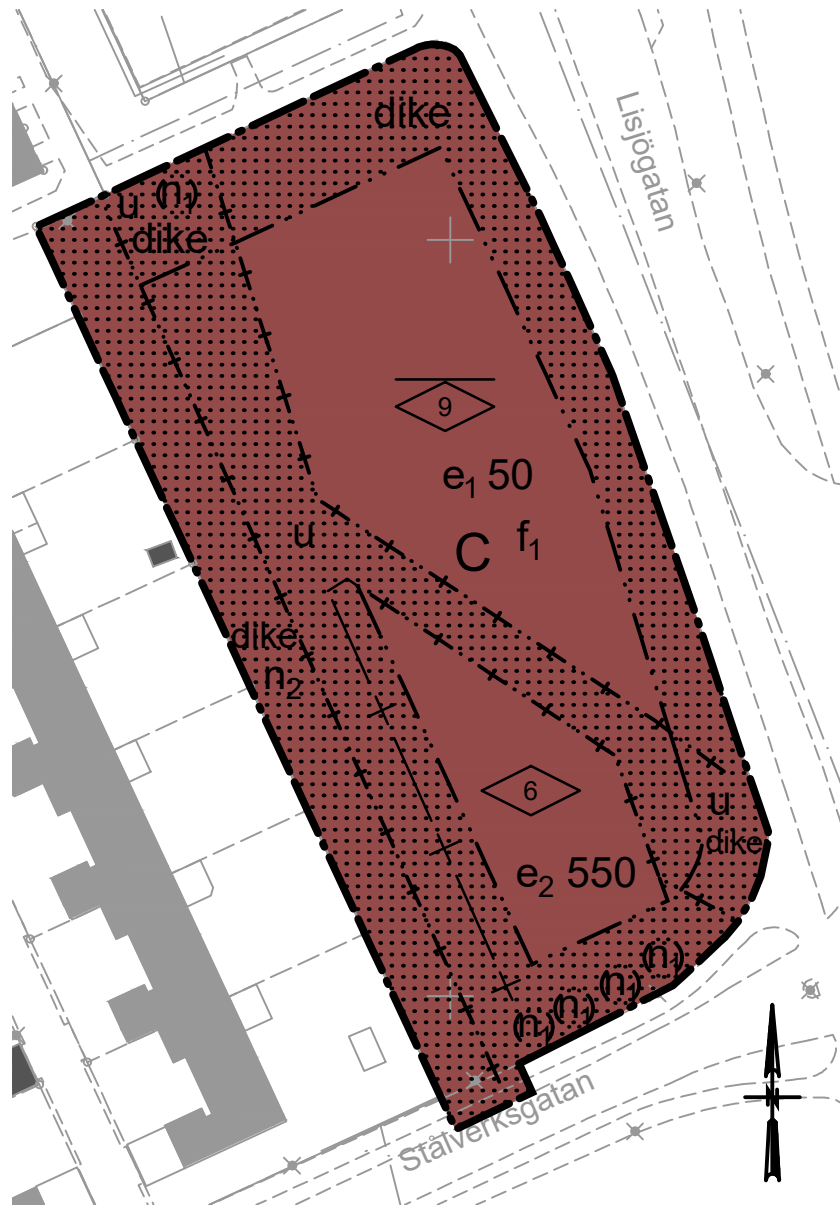 dike
Lisjögatan
u (n1)
dike
9
e1 50
C f1
u
dike
n2
6
u
dike
e2 550
(n1)
(n1)
(n1)
(n1)
N
Stålverksgatan